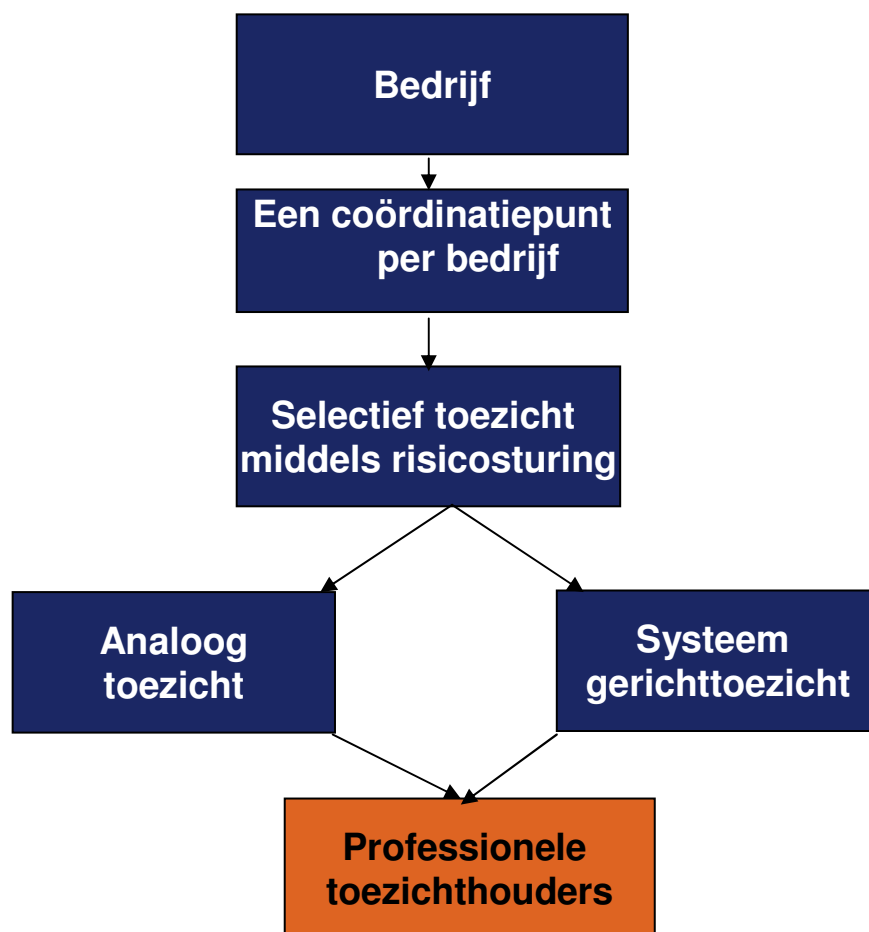 Bedrijf
Een coördinatiepunt
per bedrijf
Selectief toezicht
middels risicosturing
Analoog
toezicht
Systeem
gerichttoezicht
Professionele
toezichthouders